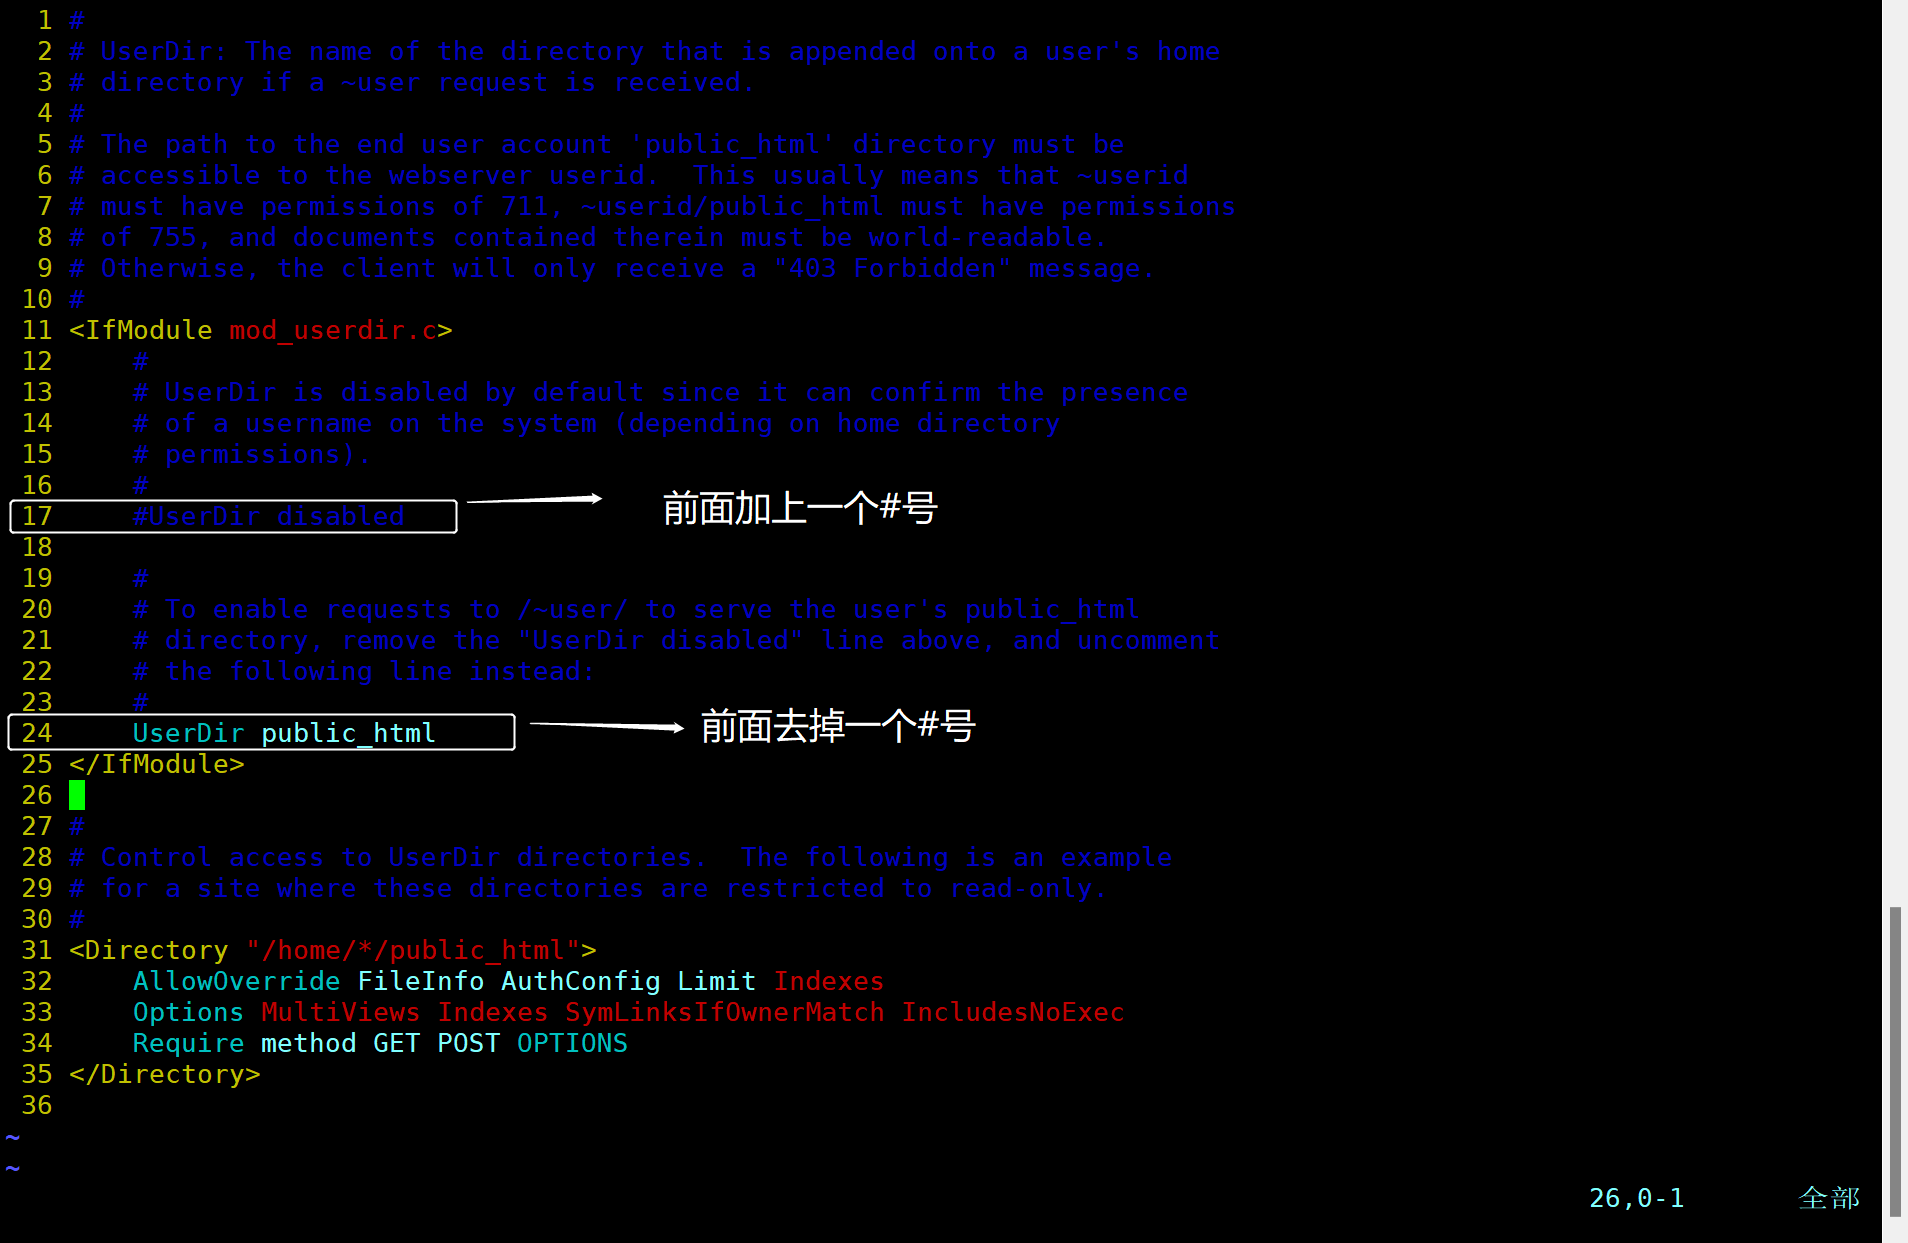 1 #
2 # UserDir: The name of the directory that is appended onto a user's home
3 # directory if a ~user request is received.
4 #
5 # The path to the end user account 'public_html' directory must be
6 # accessible to the webserver userid.  This usually means that ~userid
7 # must have permissions of 711, ~userid/public_html must have permissions
8 # of 755, and documents contained therein must be world-readable.
9 # Otherwise, the client will only receive a "403 Forbidden" message.
10 #
11 <IfModule mod_userdir.c>
12     #
13     # UserDir is disabled by default since it can confirm the presence
14     # of a username on the system (depending on home directory
15     # permissions).
16     #
17     #UserDir disabled
前面加上一个#号
18
19     #
20     # To enable requests to /~user/ to serve the user's public_html
21     # directory, remove the "UserDir disabled" line above, and uncomment
22     # the following line instead:
23     #
24     UserDir public_html
前面去掉一个#号
25 </IfModule>
26
27 #
28 # Control access to UserDir directories.  The following is an example
29 # for a site where these directories are restricted to read-only.
30 #
31 <Directory "/home/*/public_html">
32     AllowOverride FileInfo AuthConfig Limit Indexes
33     Options MultiViews Indexes SymLinksIfOwnerMatch IncludesNoExec
34     Require method GET POST OPTIONS
35 </Directory>
36
~
~
26,0-1 全部